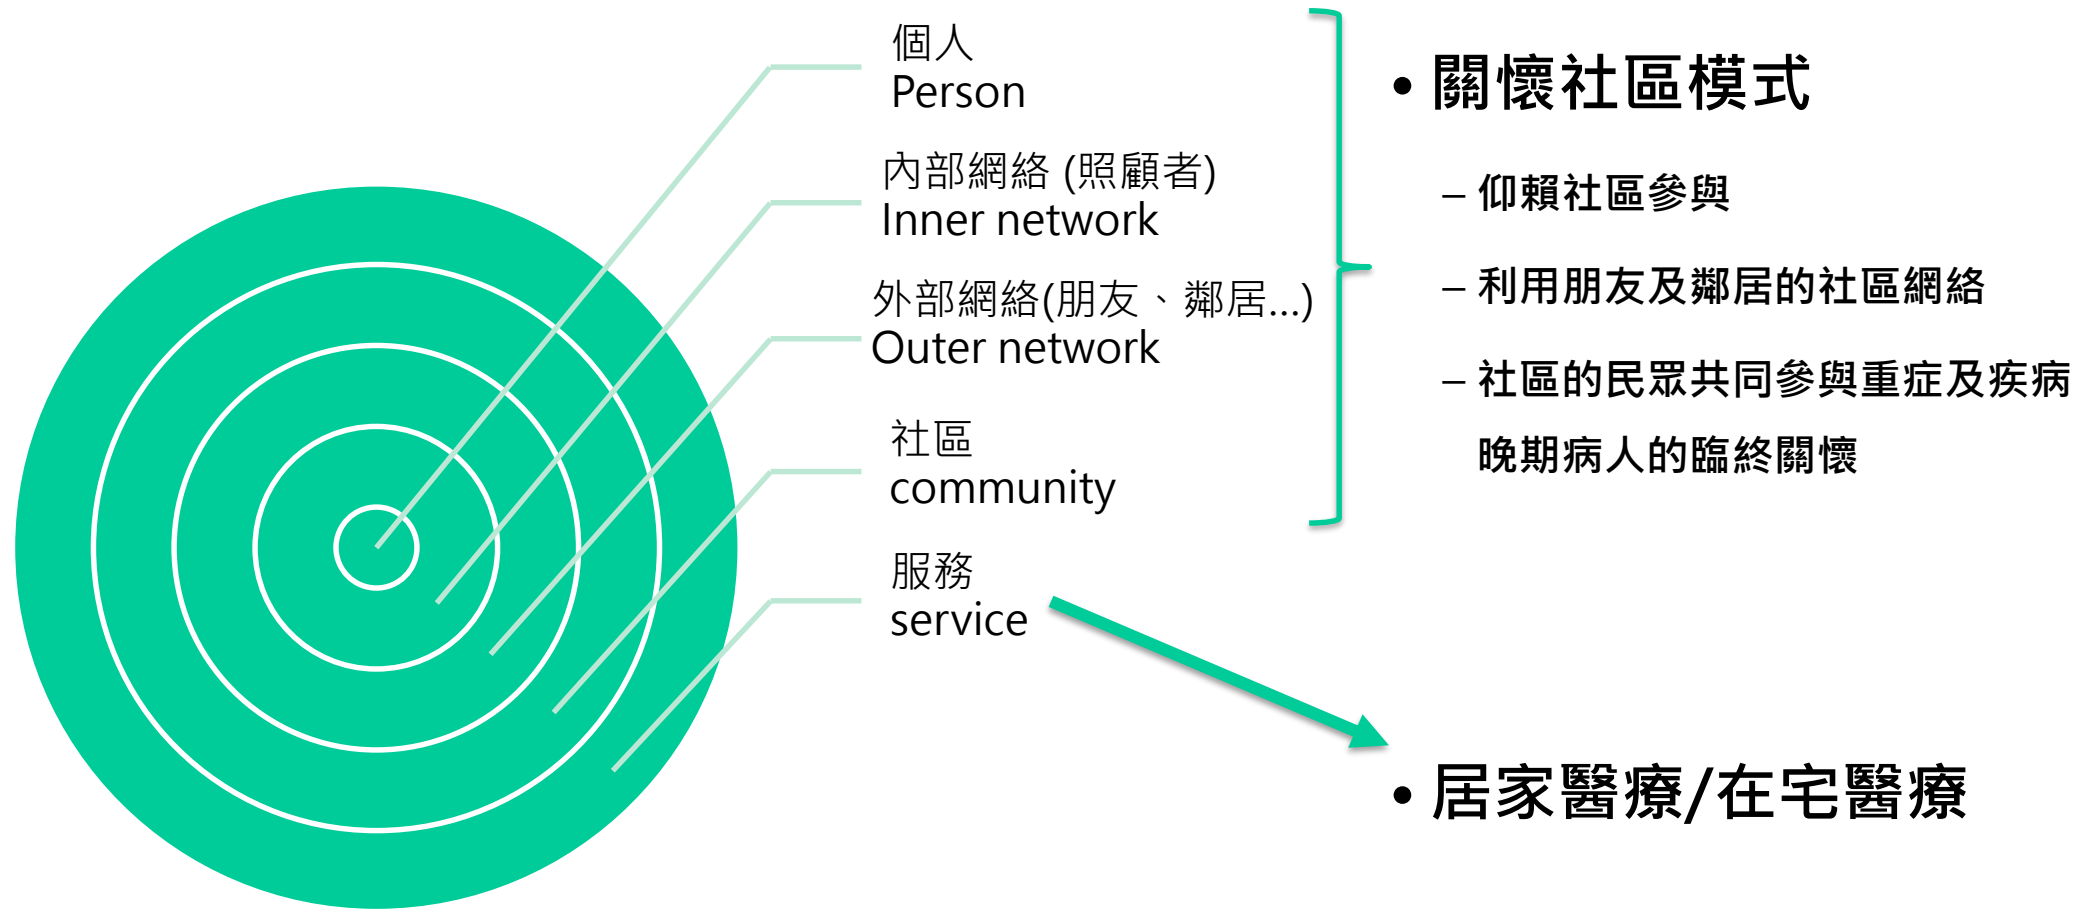 個人
Person
內部網絡 (照顧者)
Inner network
外部網絡(朋友、鄰居...)
Outer network
社區
community
服務
service
• 關懷社區模式
– 仰賴社區參與
– 利用朋友及鄰居的社區網絡
– 社區的民眾共同參與重症及疾病
晚期病人的臨終關懷
• 居家醫療/在宅醫療